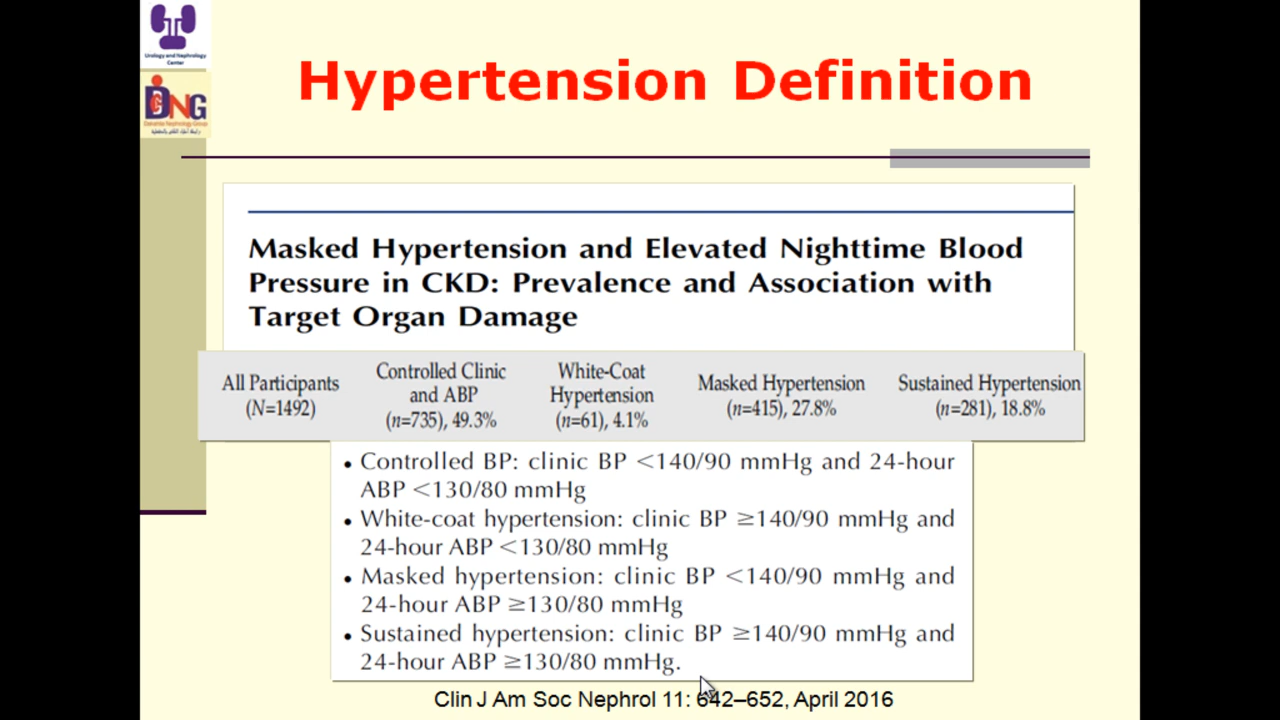 Urology and Nephrology
Center
DNG
Hypertension Definition
Masked Hypertension and Elevated Nighttime Blood
Pressure in CKD: Prevalence and Association with
Target Organ Damage
All Participants
(N=1492)
Controlled Clinic
and ABP
(n=735), 49.3%
White-Coat
Hypertension
(n=61), 4.1%
Masked Hypertension
(n=415), 27.8%
Sustained Hypertension
(n=281), 18.8%
• Controlled BP: clinic BP <140/90 mmHg and 24-hour
ABP <130/80 mmHg
• White-coat hypertension: clinic BP ≥140/90 mmHg and
24-hour ABP <130/80 mmHg
• Masked hypertension: clinic BP <140/90 mmHg and
24-hour ABP ≥130/80 mmHg
• Sustained hypertension: clinic BP ≥140/90 mmHg and
24-hour ABP ≥130/80 mmHg.
Clin J Am Soc Nephrol 11: 642–652, April 2016